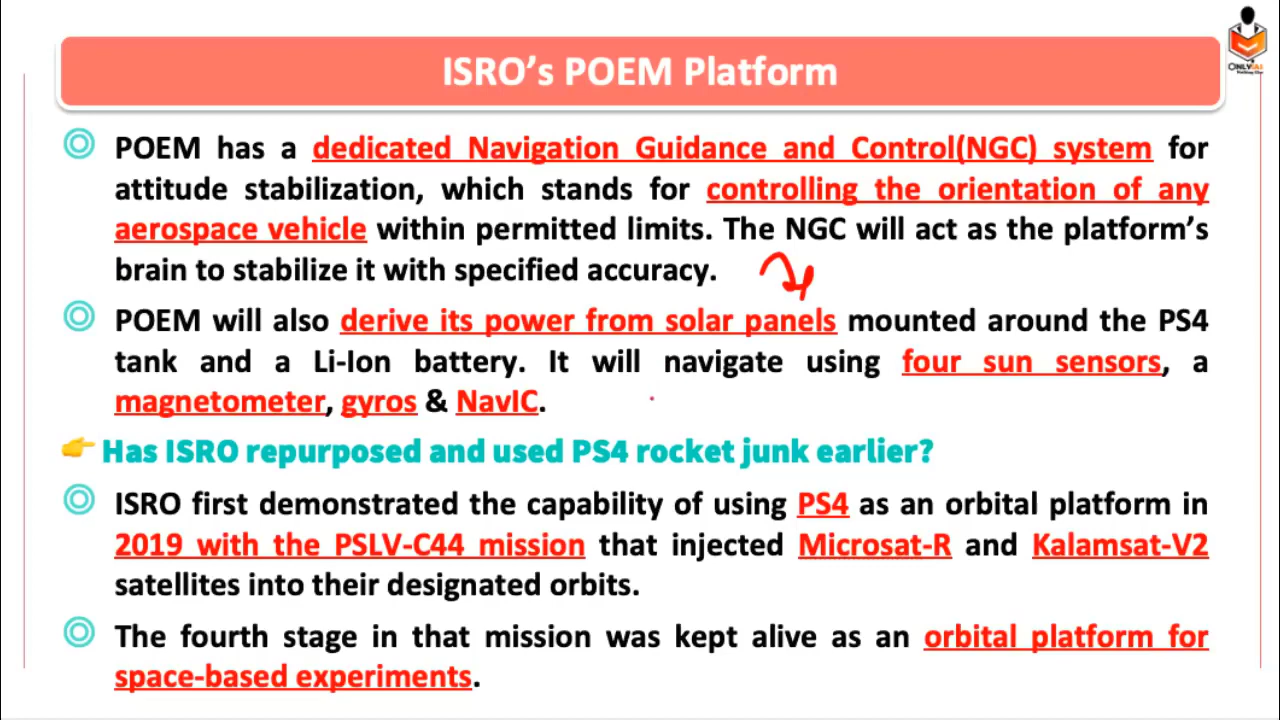 ISRO’s POEM Platform
ONLYIAS
POEM has a dedicated Navigation Guidance and Control(NGC) system for
attitude stabilization, which stands for controlling the orientation of any
aerospace vehicle within permitted limits. The NGC will act as the platform’s
brain to stabilize it with specified accuracy.
POEM will also derive its power from solar panels mounted around the PS4
tank and a Li-Ion battery. It will navigate using four sun sensors, a
magnetometer, gyros & NavIC.
Has ISRO repurposed and used PS4 rocket junk earlier?
ISRO first demonstrated the capability of using PS4 as an orbital platform in
2019 with the PSLV-C44 mission that injected Microsat-R and Kalamsat-V2
satellites into their designated orbits.
The fourth stage in that mission was kept alive as an orbital platform for
space-based experiments.